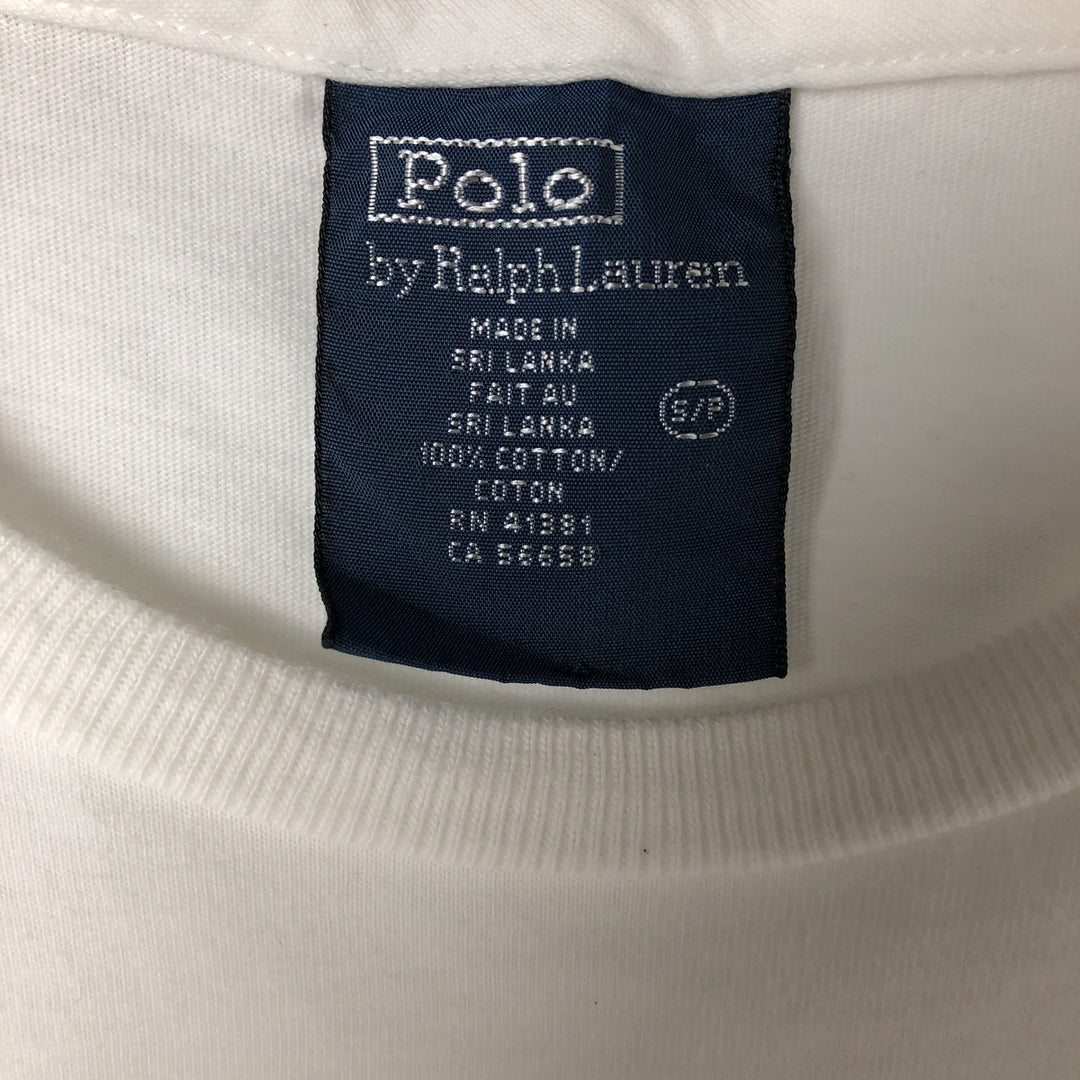 Polo
by Ralph Lauren
MADE IN
SRI LANKA
FAIT AU
SRI LANKA
S/P
100% COTTON/
COTON
RN 41381
CA 56658